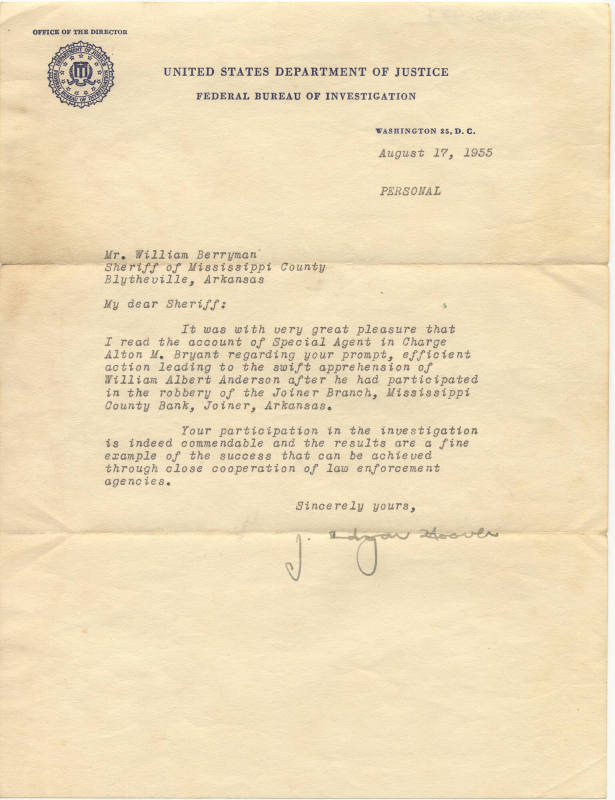 OFFICE OF THE DIRECTOR
UNITED STATES DEPARTMENT OF JUSTICE
FEDERAL BUREAU OF INVESTIGATION
WASHINGTON 25, D. C.
August 17, 1955
PERSONAL
Mr. William Berryman
Sheriff of Mississippi County
Blytheville, Arkansas
My dear Sheriff:
It was with very great pleasure that
I read the account of Special Agent in Charge
Alton M. Bryant regarding your prompt, efficient
action leading to the swift apprehension of
William Albert Anderson after he had participated
in the robbery of the Joiner Branch, Mississippi
County Bank, Joiner, Arkansas.
Your participation in the investigation
is indeed commendable and the results are a fine
example of the success that can be achieved
through close cooperation of law enforcement
agencies.
Sincerely yours,
J. Edgar Hoover